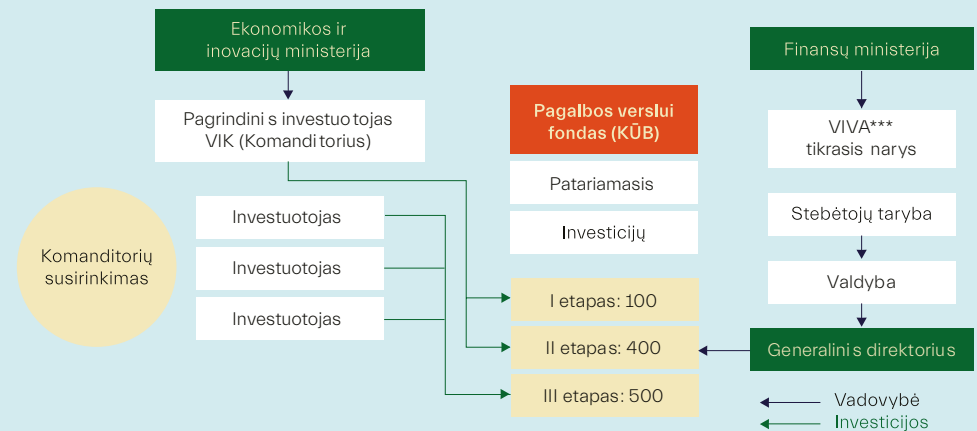 Ekonomikos ir
inovacijų ministerija
Pagrindinis investuotojas
VIK (Komanditorius)
Komanditorių
susirinkimas
Investuotojas
Investuotojas
Investuotojas
Pagalbos verslui
fondas (KŪB)
Patariamasis
Investicijų
I etapas: 100
II etapas: 400
III etapas: 500
Finansų ministerija
VIVA***
tikrasis narys
Stebėtojų taryba
Valdyba
Generalinis direktorius
Vadovybė
Investicijos